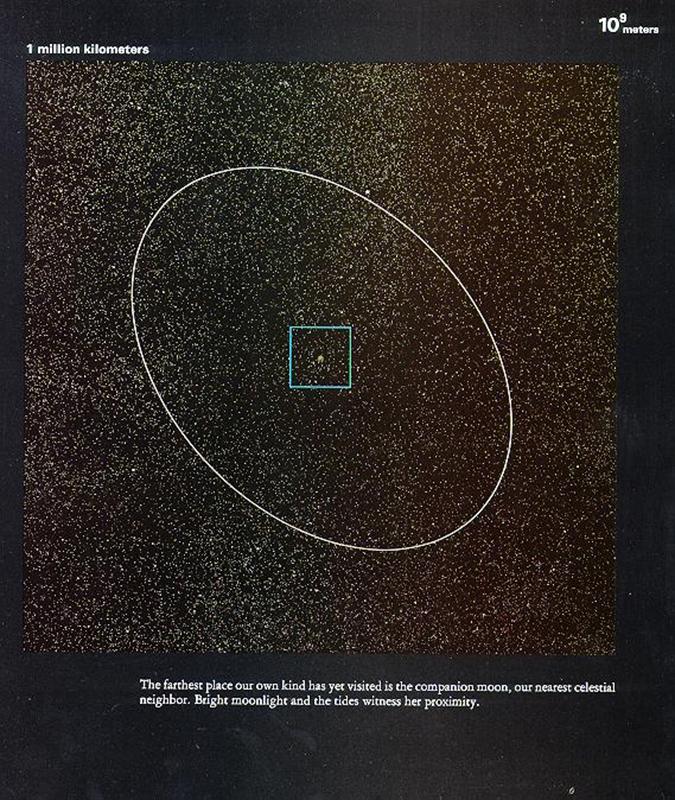 10⁹ meters
1 million kilometers
The farthest place our own kind has yet visited is the companion moon, our nearest celestial
neighbor. Bright moonlight and the tides witness her proximity.